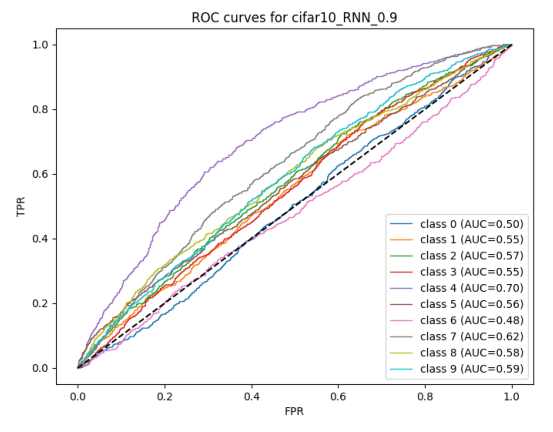 ROC curves for cifar10_RNN_0.9
TPR
1.0
0.8
0.6
0.4
0.2
0.0
0.0
0.2
0.4
0.6
0.8
1.0
FPR
class 0 (AUC=0.50)
class 1 (AUC=0.55)
class 2 (AUC=0.57)
class 3 (AUC=0.55)
class 4 (AUC=0.70)
class 5 (AUC=0.56)
class 6 (AUC=0.48)
class 7 (AUC=0.62)
class 8 (AUC=0.58)
class 9 (AUC=0.59)